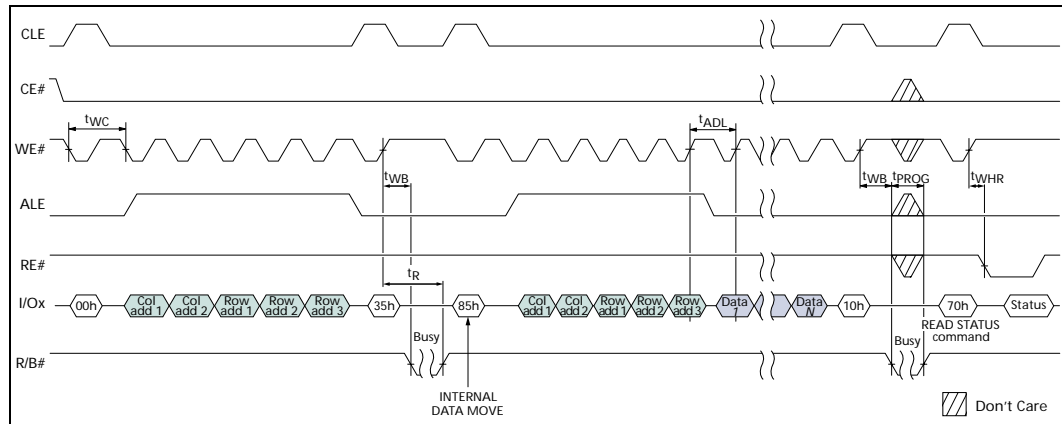 CLE
CE#
tWC
tADL
WE#
tWB
tWB
tPROG
tWHR
ALE
RE#
tR
I/Ox
00h
Col add 1
Col add 2
Row add 1
Row add 2
Row add 3
35h
85h
Col add 1
Col add 2
Row add 1
Row add 2
Row add 3
Data 1
Data N
10h
70h
Status
READ STATUS
command
Busy
Busy
R/B#
INTERNAL
DATA MOVE
Don't Care